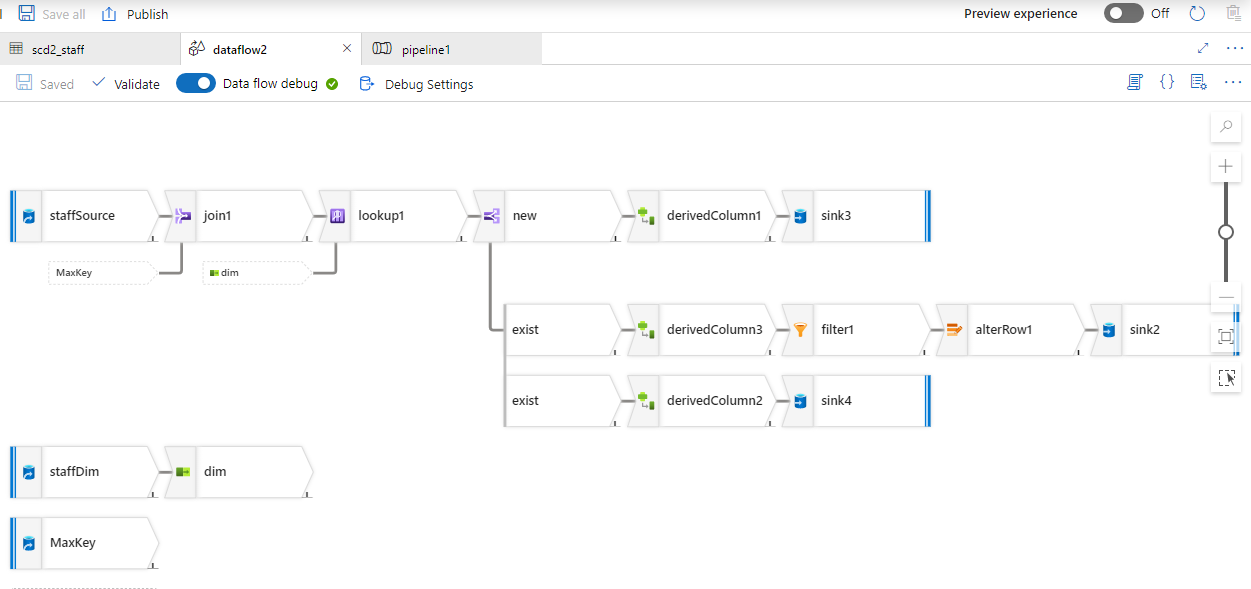 Save all Publish Preview experience Off
scd2_staff dataflow2 pipeline1
Saved Validate Data flow debug Debug Settings
staffSource join1 lookup1 new derivedColumn1 sink3
MaxKey dim
exist derivedColumn3 filter1 alterRow1 sink2
exist derivedColumn2 sink4
staffDim dim
MaxKey